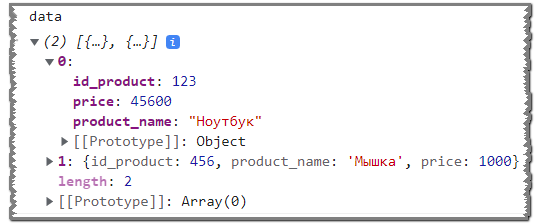 data
▼ (2) [{…}, {…}] i
▼ 0:
id_product: 123
price: 45600
product_name: "Ноутбук"
▶ [[Prototype]]: Object
▶ 1: {id_product: 456, product_name: 'Мышка', price: 1000}
length: 2
▶ [[Prototype]]: Array(0)